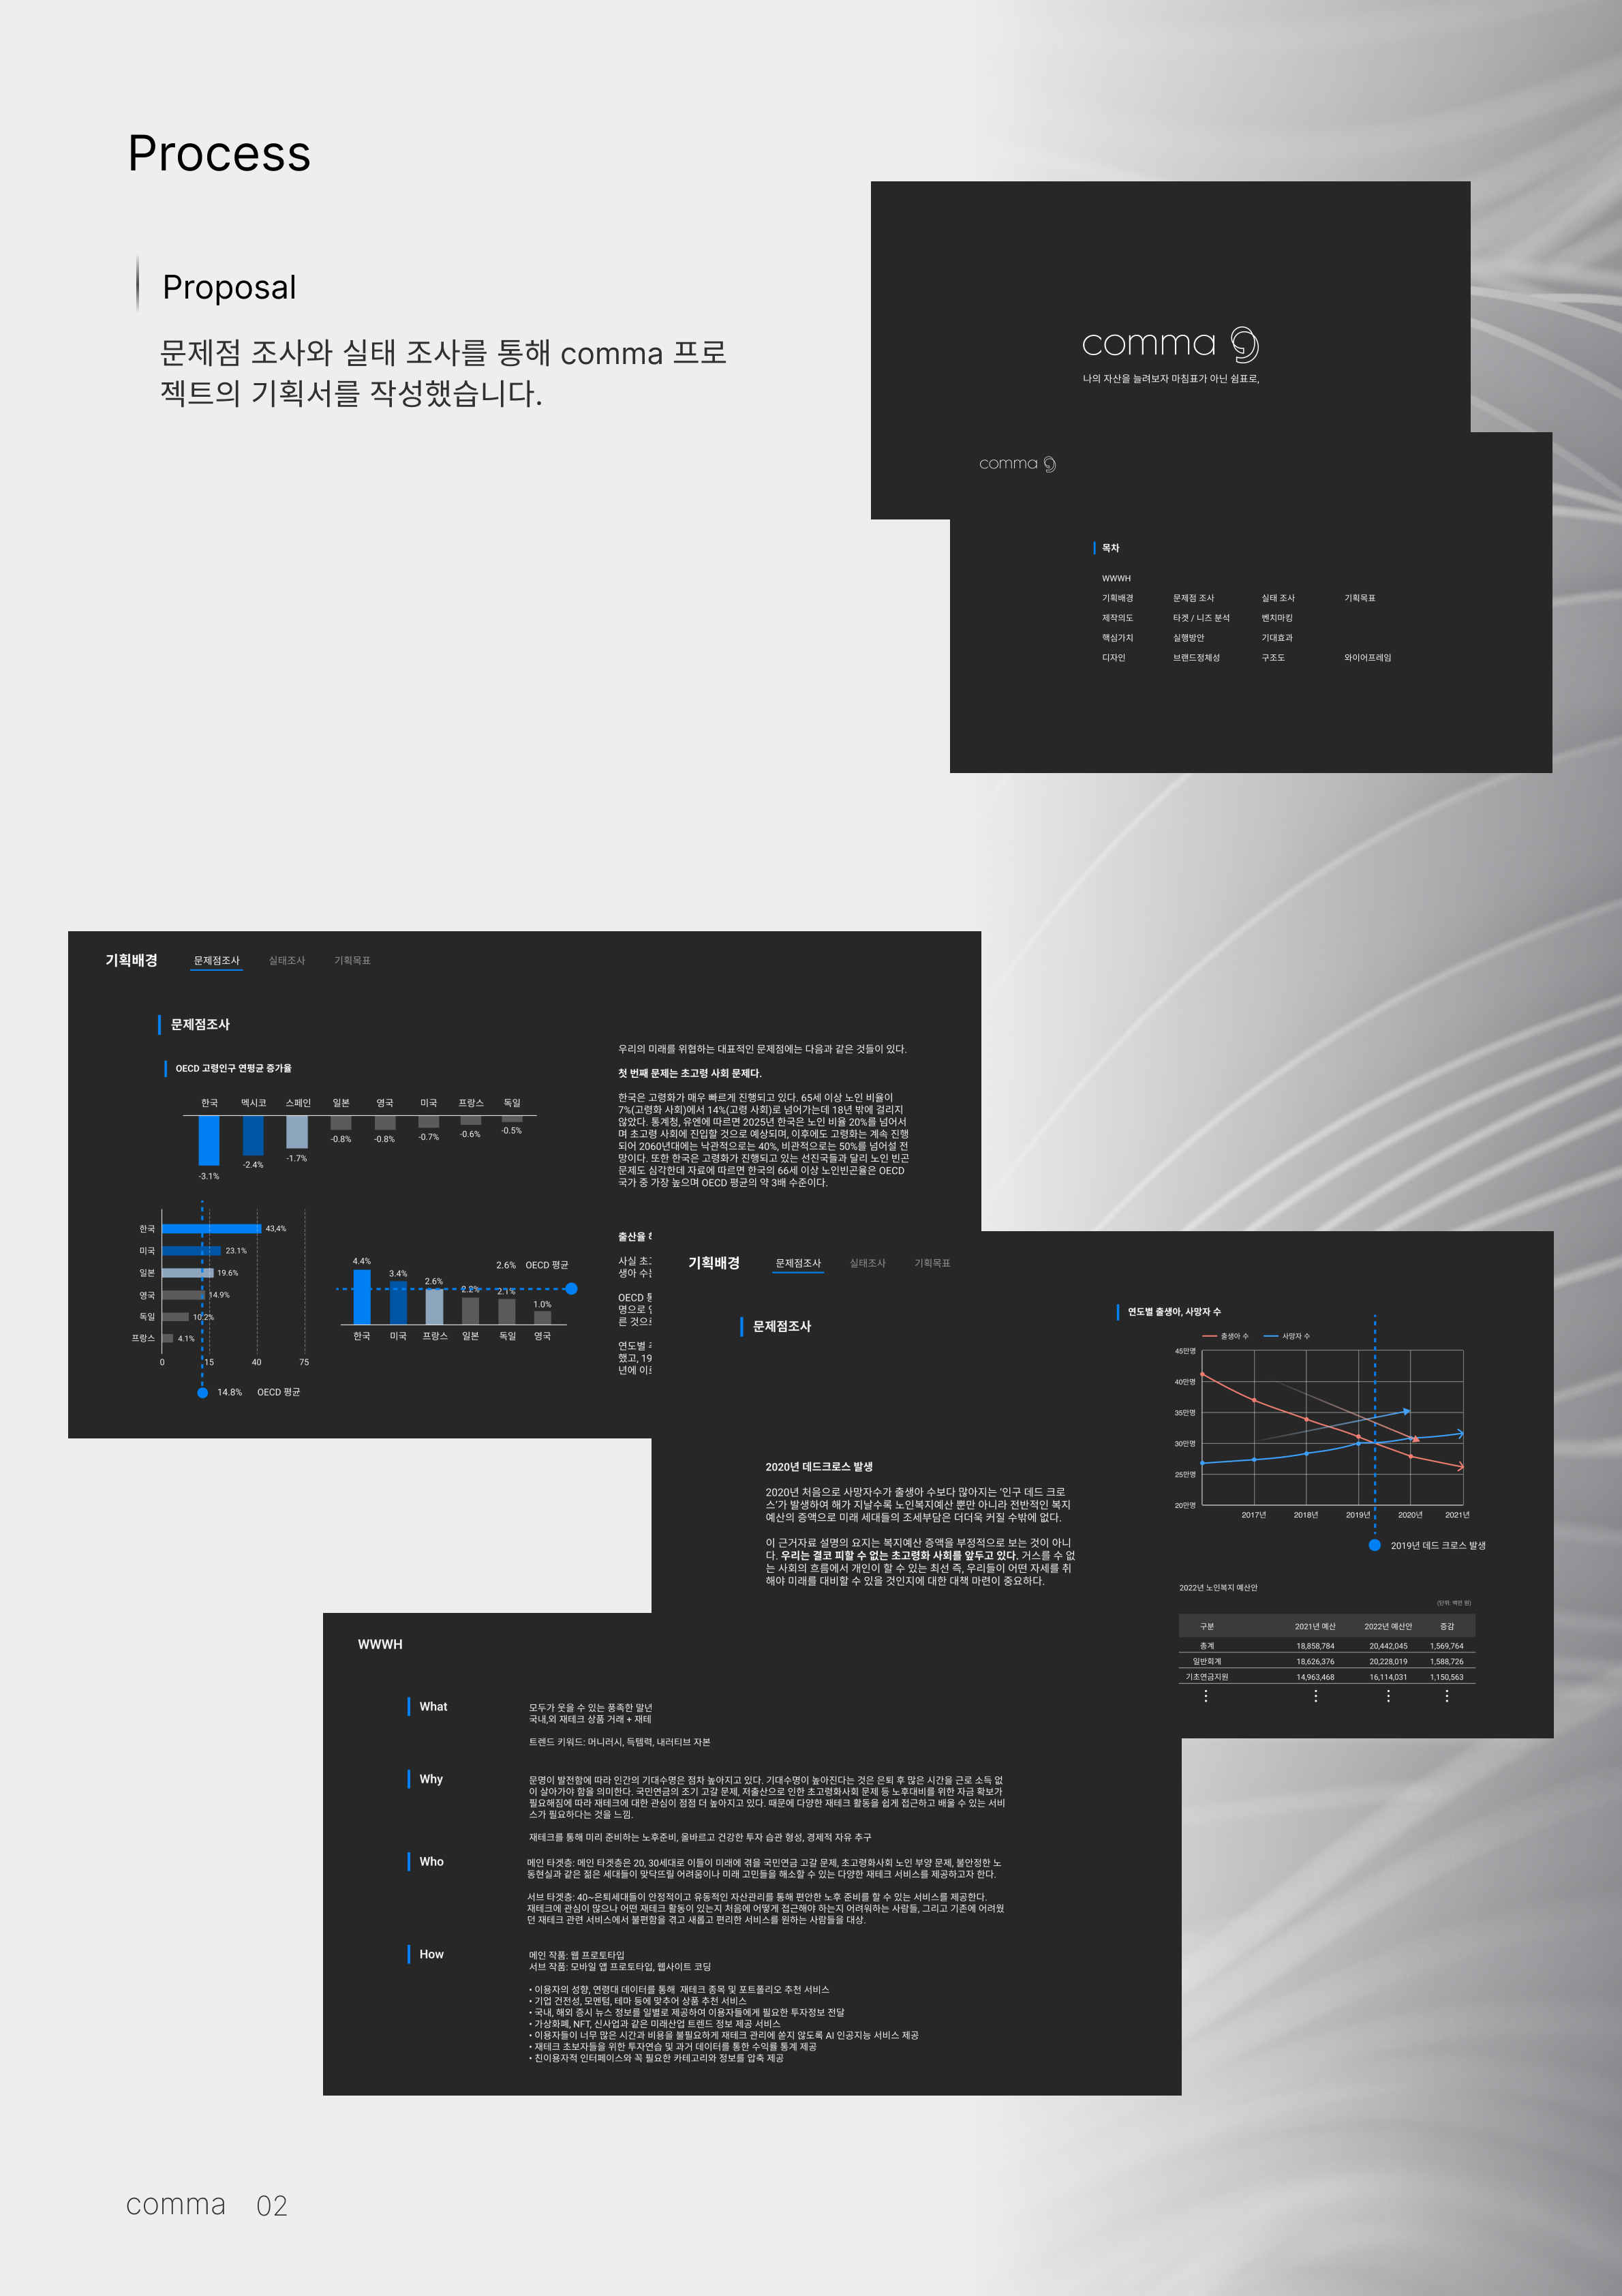 Process
Proposal
문제점 조사와 실태 조사를 통해 comma 프로
젝트의 기획서를 작성했습니다.
comma
나의 자산을 늘려보자 마침표가 아닌 쉼표로,
comma
목차
WWWH
기획배경 문제점 조사 실태 조사 기획목표
제작의도 타겟 / 니즈 분석 벤치마킹
핵심가치 실행방안 기대효과
디자인 브랜드정체성 구조도 와이어프레임
기획배경 문제점조사 실태조사 기획목표
문제점조사
OECD 고령인구 연평균 증가율
한국 멕시코 스페인 일본 영국 미국 프랑스 독일
-3.1% -2.4% -1.7% -0.8% -0.8% -0.7% -0.6% -0.5%
한국 43,4%
미국 23.1%
일본 19.6%
영국 14.9%
독일 10.2%
프랑스 4.1%
0 15 40 75
14.8% OECD 평균
4.4% 3.4% 2.6% 2.2% 2.1% 1.0%
2.6% OECD 평균
한국 미국 프랑스 일본 독일 영국
우리의 미래를 위협하는 대표적인 문제점에는 다음과 같은 것들이 있다.
첫 번째 문제는 초고령 사회 문제다.
한국은 고령화가 매우 빠르게 진행되고 있다. 65세 이상 노인 비율이
7%(고령화 사회)에서 14%(고령 사회)로 넘어가는데 18년 밖에 걸리지
않았다. 통계청, 유엔에 따르면 2025년 한국은 노인 비율 20%를 넘어서
며 초고령 사회에 진입할 것으로 예상되며, 이후에도 고령화는 계속 진행
되어 2060년대에는 낙관적으로는 40%, 비관적으로는 50%를 넘어설 전
망이다. 또한 한국은 고령화가 진행되고 있는 선진국들과 달리 노인 빈곤
문제도 심각한데 자료에 따르면 한국의 66세 이상 노인빈곤율은 OECD
국가 중 가장 높으며 OECD 평균의 약 3배 수준이다.
출산율
사실 초고
생아 수는
OECD
명으로
른 것으로
연도별
했고, 19
년에 이르
기획배경 문제점조사 실태조사 기획목표
문제점조사
2020년 데드크로스 발생
2020년 처음으로 사망자수가 출생아 수보다 많아지는 '인구 데드 크로
스'가 발생하여 해가 지날수록 노인복지예산 뿐만 아니라 전반적인 복지
예산의 증액으로 미래 세대들의 조세부담은 더더욱 커질 수밖에 없다.
이 근거자료 설명의 요지는 복지예산 증액을 부정적으로 보는 것이 아니
다. 우리는 결코 피할 수 없는 초고령화 사회를 앞두고 있다. 거스를 수 없
는 사회의 흐름에서 개인이 할 수 있는 최선 즉, 우리들이 어떤 자세를 취
해야 미래를 대비할 수 있을 것인지에 대한 대책 마련이 중요하다.
연도별 출생아, 사망자 수
출생아 수 사망자 수
45만명
40만명
35만명
30만명
25만명
20만명
2017년 2018년 2019년 2020년 2021년
2019년 데드 크로스 발생
2022년 노인복지 예산안
(단위: 백만 원)
구분 2021년 예산 2022년 예산안 증감
총계 18,858,784 20,442,045 1,569,764
일반회계 18,626,376 20,228,019 1,588,726
기초연금지원 14,963,468 16,114,031 1,150,563
WWWH
What
모두가 웃을 수 있는 풍족한 말년
국내,외 재테크 상품 거래 + 재테
트렌드 키워드: 머니러시, 득템력, 내러티브 자본
Why
문명이 발전함에 따라 인간의 기대수명은 점차 높아지고 있다. 기대수명이 높아진다는 것은 은퇴 후 많은 시간을 근로 소득 없
이 살아가야 함을 의미한다. 국민연금의 조기 고갈 문제, 저출산으로 인한 초고령화사회 문제 등 노후대비를 위한 자금 확보가
필요해짐에 따라 재테크에 대한 관심이 점점 더 높아지고 있다. 때문에 다양한 재테크 활동을 쉽게 접근하고 배울 수 있는 서비
스가 필요하다는 것을 느낌.
재테크를 통해 미리 준비하는 노후준비, 올바르고 건강한 투자 습관 형성, 경제적 자유 추구
Who
메인 타겟층: 메인 타겟층은 20, 30세대로 이들이 미래에 겪을 국민연금 고갈 문제, 초고령화사회 노인 부양 문제, 불안정한 노
동현실과 같은 젊은 세대들이 맞닥뜨릴 어려움이나 미래 고민들을 해소할 수 있는 다양한 재테크 서비스를 제공하고자 한다.
서브 타겟층: 40~은퇴세대들이 안정적이고 유동적인 자산관리를 통해 편안한 노후 준비를 할 수 있는 서비스를 제공한다.
재테크에 관심이 많으나 어떤 재테크 활동이 있는지 처음에 어떻게 접근해야 하는지 어려워하는 사람들, 그리고 기존에 어려웠
던 재테크 관련 서비스에서 불편함을 겪고 새롭고 편리한 서비스를 원하는 사람들을 대상.
How
메인 작품: 웹 프로토타입
서브 작품: 모바일 앱 프로토타입, 웹사이트 코딩
• 이용자의 성향, 연령대 데이터를 통해 재테크 종목 및 포트폴리오 추천 서비스
• 기업 건전성, 모멘텀, 테마 등에 맞추어 상품 추천 서비스
• 국내, 해외 증시 뉴스 정보를 일별로 제공하여 이용자들에게 필요한 투자정보 전달
• 가상화폐, NFT, 신사업과 같은 미래산업 트렌드 정보 제공 서비스
• 이용자들이 너무 많은 시간과 비용을 불필요하게 재테크 관리에 쏟지 않도록 AI 인공지능 서비스 제공
• 재테크 초보자들을 위한 투자연습 및 과거 데이터를 통한 수익률 통계 제공
• 친이용자적 인터페이스와 꼭 필요한 카테고리와 정보를 압축 제공
comma 02